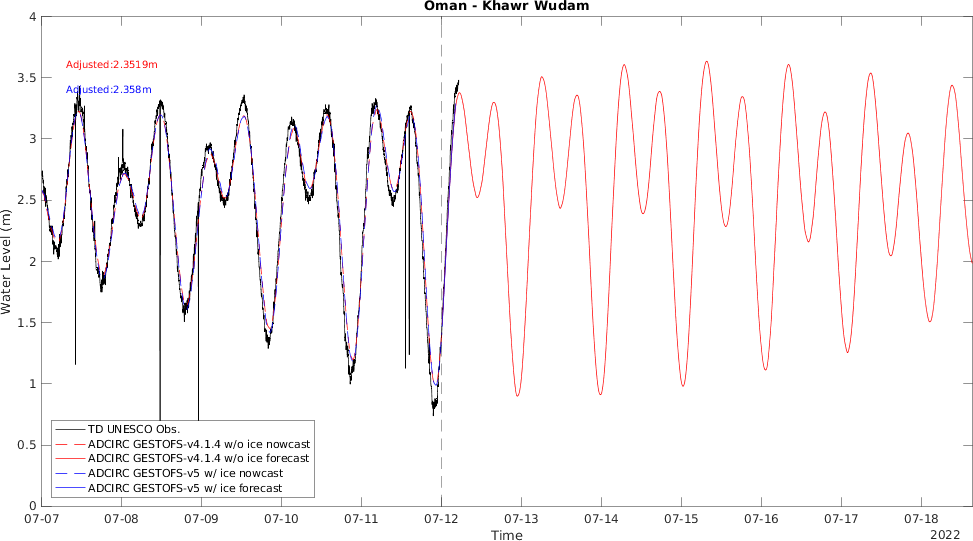 Oman - Khawr Wudam
Adjusted:2.3519m
Adjusted:2.358m
Water Level (m)
4
3.5
3
2.5
2
1.5
1
0.5
0
TD UNESCO Obs.
ADCIRC GESTOFS-v4.1.4 w/o ice nowcast
ADCIRC GESTOFS-v4.1.4 w/o ice forecast
ADCIRC GESTOFS-v5 w/ ice nowcast
ADCIRC GESTOFS-v5 w/ ice forecast
07-07 07-08 07-09 07-10 07-11 07-12 07-13 07-14 07-15 07-16 07-17 07-18
Time
2022